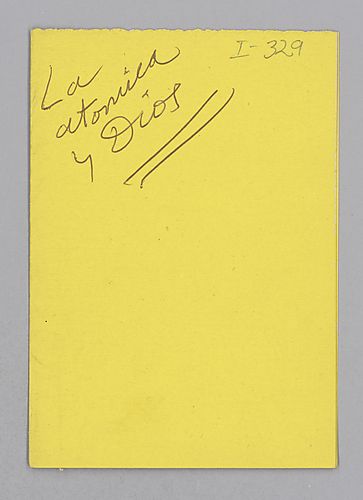 I-329
La
atomica
y Dios